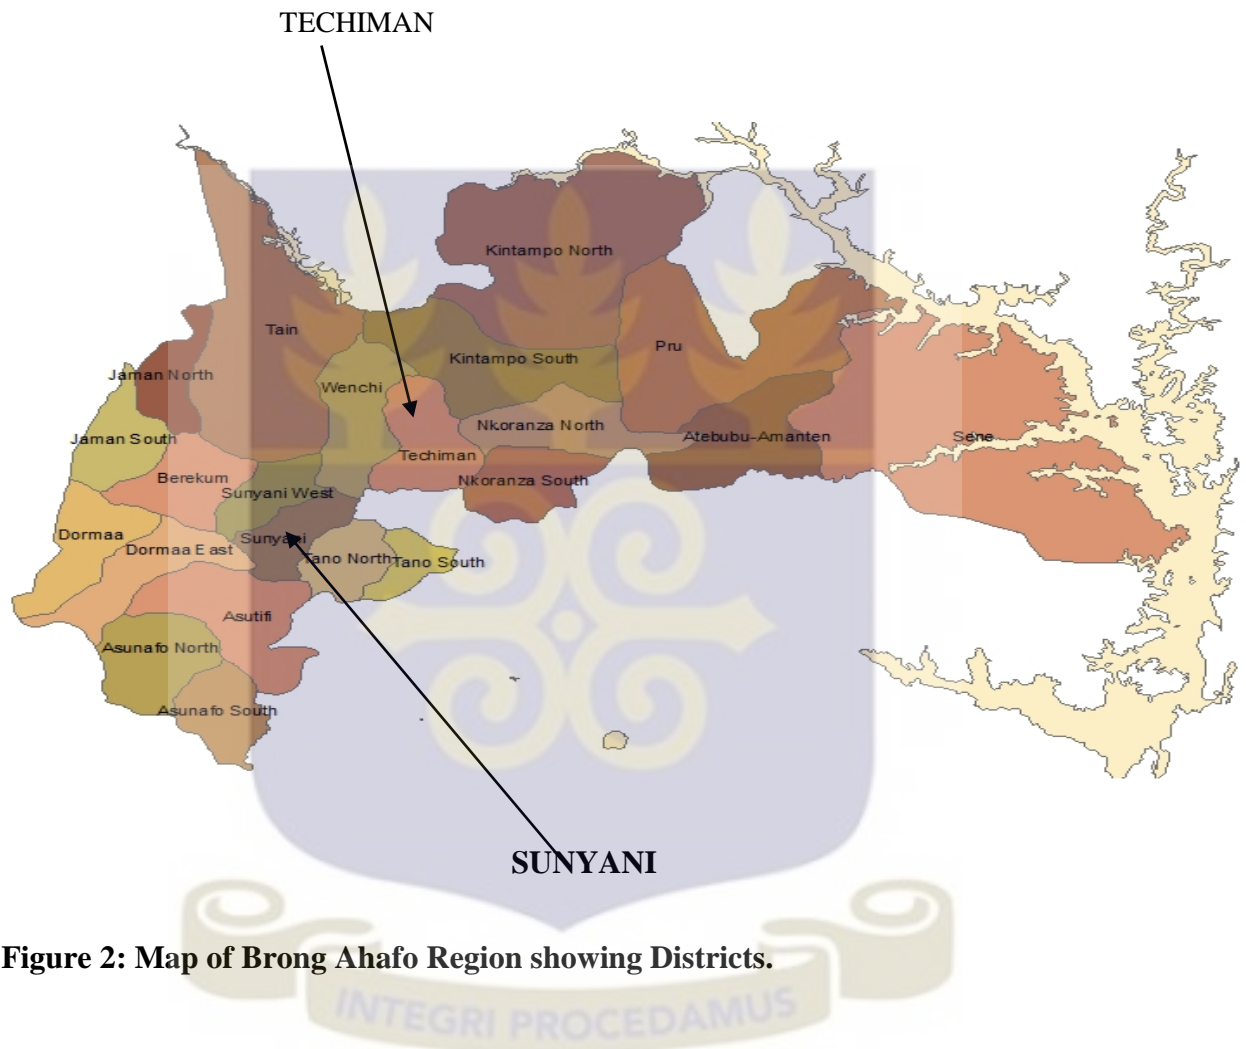 TECHIMAN
Kintampo North
Tain
Pru
Kintampo South
Jaman North
Wenchi
Nkoranza North
Jaman South
Atebubu-Amanten
Sene
Techiman
Berekum
Nkoranza South
Sunyani West
Dormaa
Sunyani
Dormaa East
Tano North
Tano South
Asutifi
Asunafo North
Asunafo South
SUNYANI
Figure 2: Map of Brong Ahafo Region showing Districts.
INTEGRI PROCEDAMUS